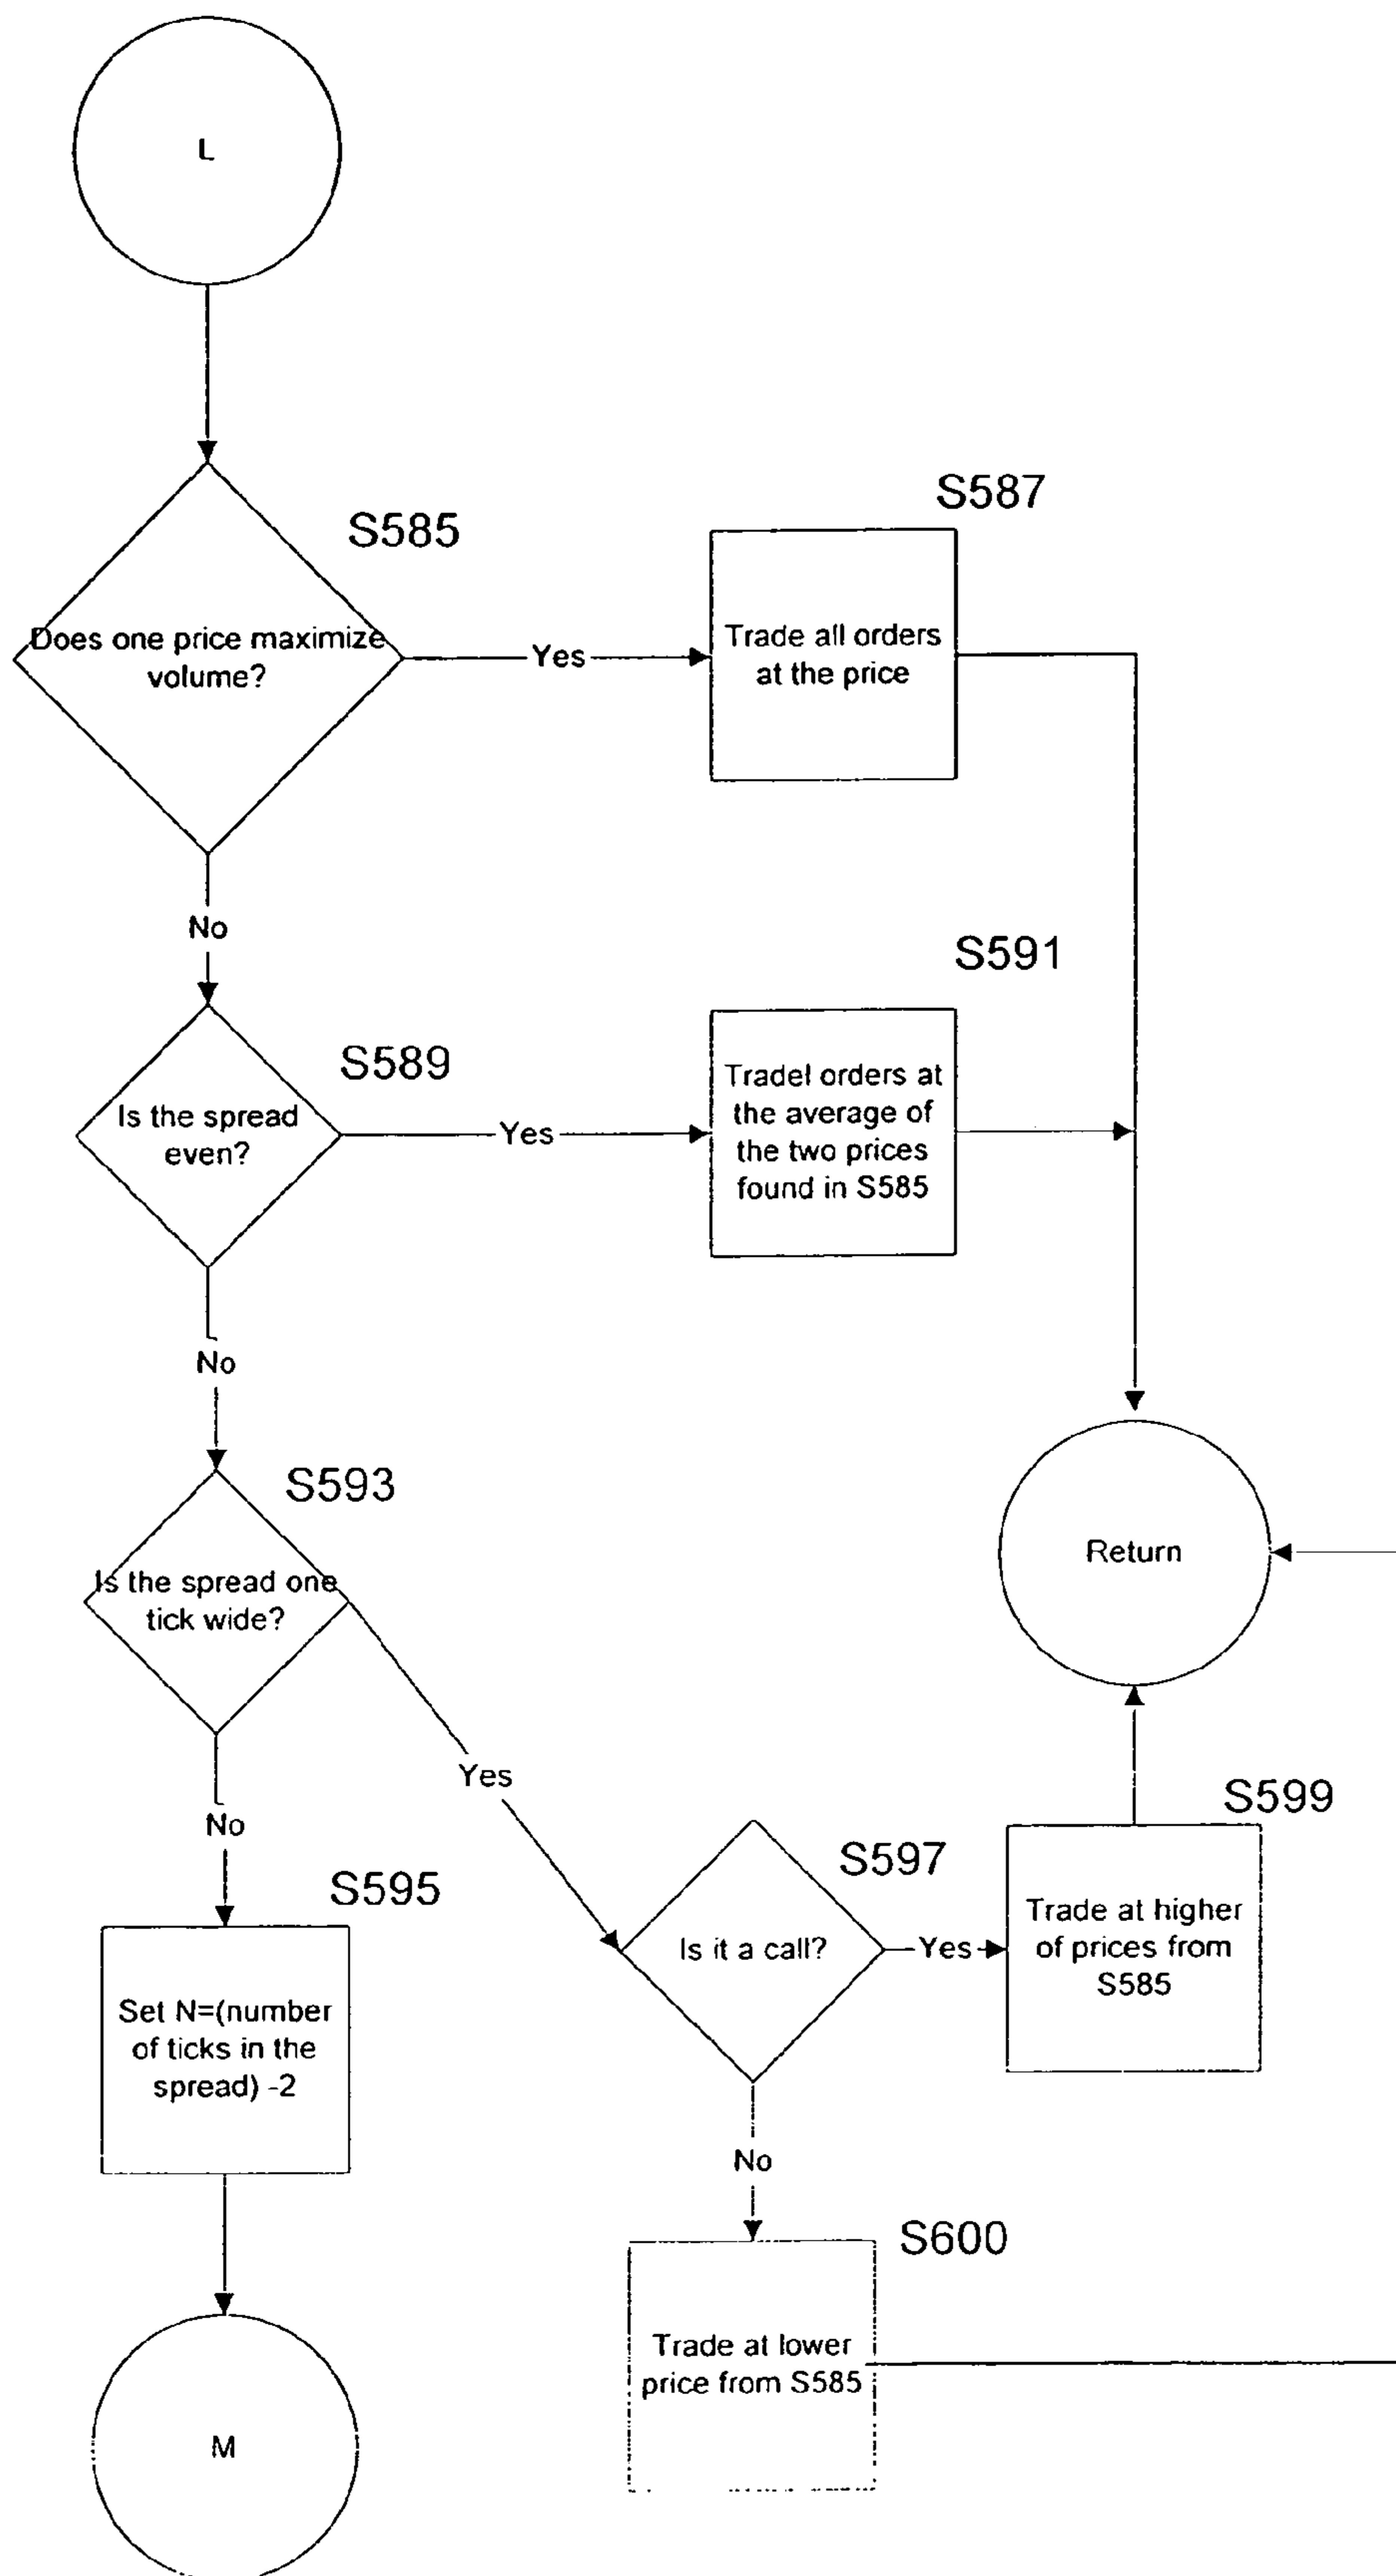 L
S585
Does one price maximize
volume?
Yes
S587
Trade all orders
at the price
No
S589
Is the spread
even?
Yes
S591
Tradel orders at
the average of
the two prices
found in S585
No
S593
Is the spread one
tick wide?
Return
Yes
No
S595
Set N=(number
of ticks in the
spread) -2
S597
Is it a call?
Yes
S599
Trade at higher
of prices from
S585
No
S600
Trade at lower
price from S585
M